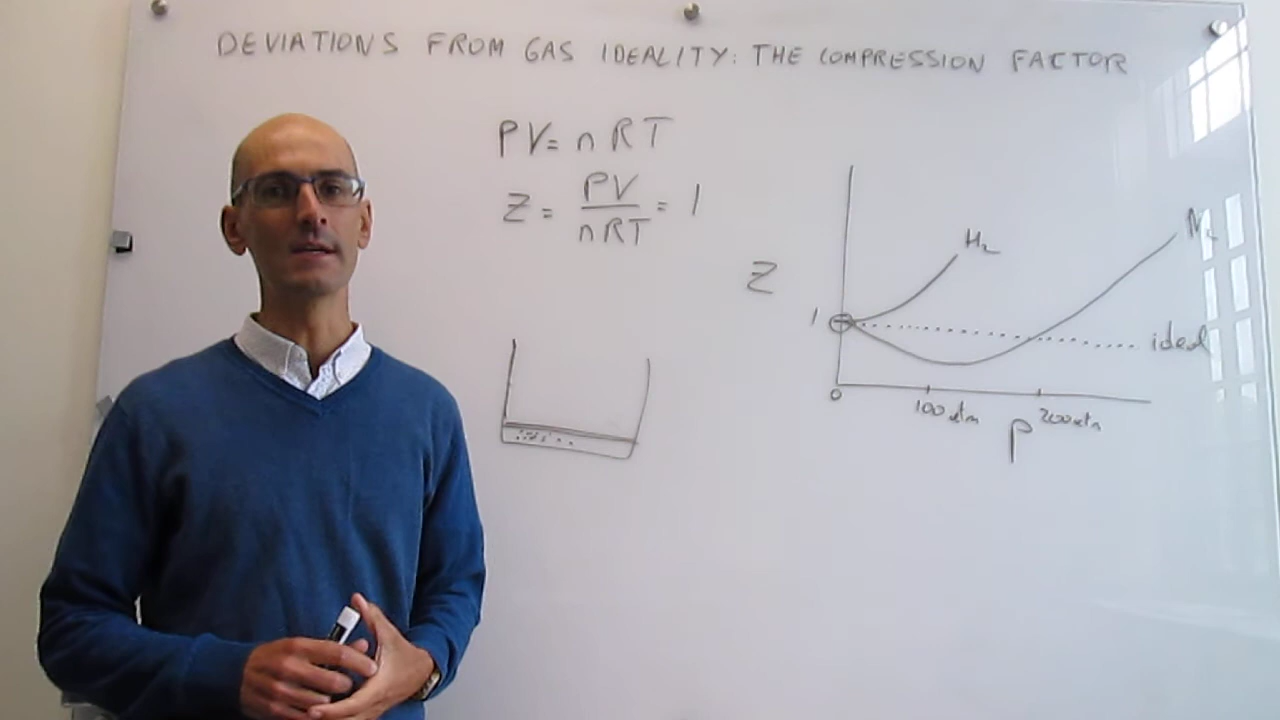 DEVIATIONS FROM GAS IDEALITY: THE COMPRESSION FACTOR
PV = nRT
Z = PV/nRT = 1
H₂
N₂
Z
1
ideal
0
100 atm
200 atm
P